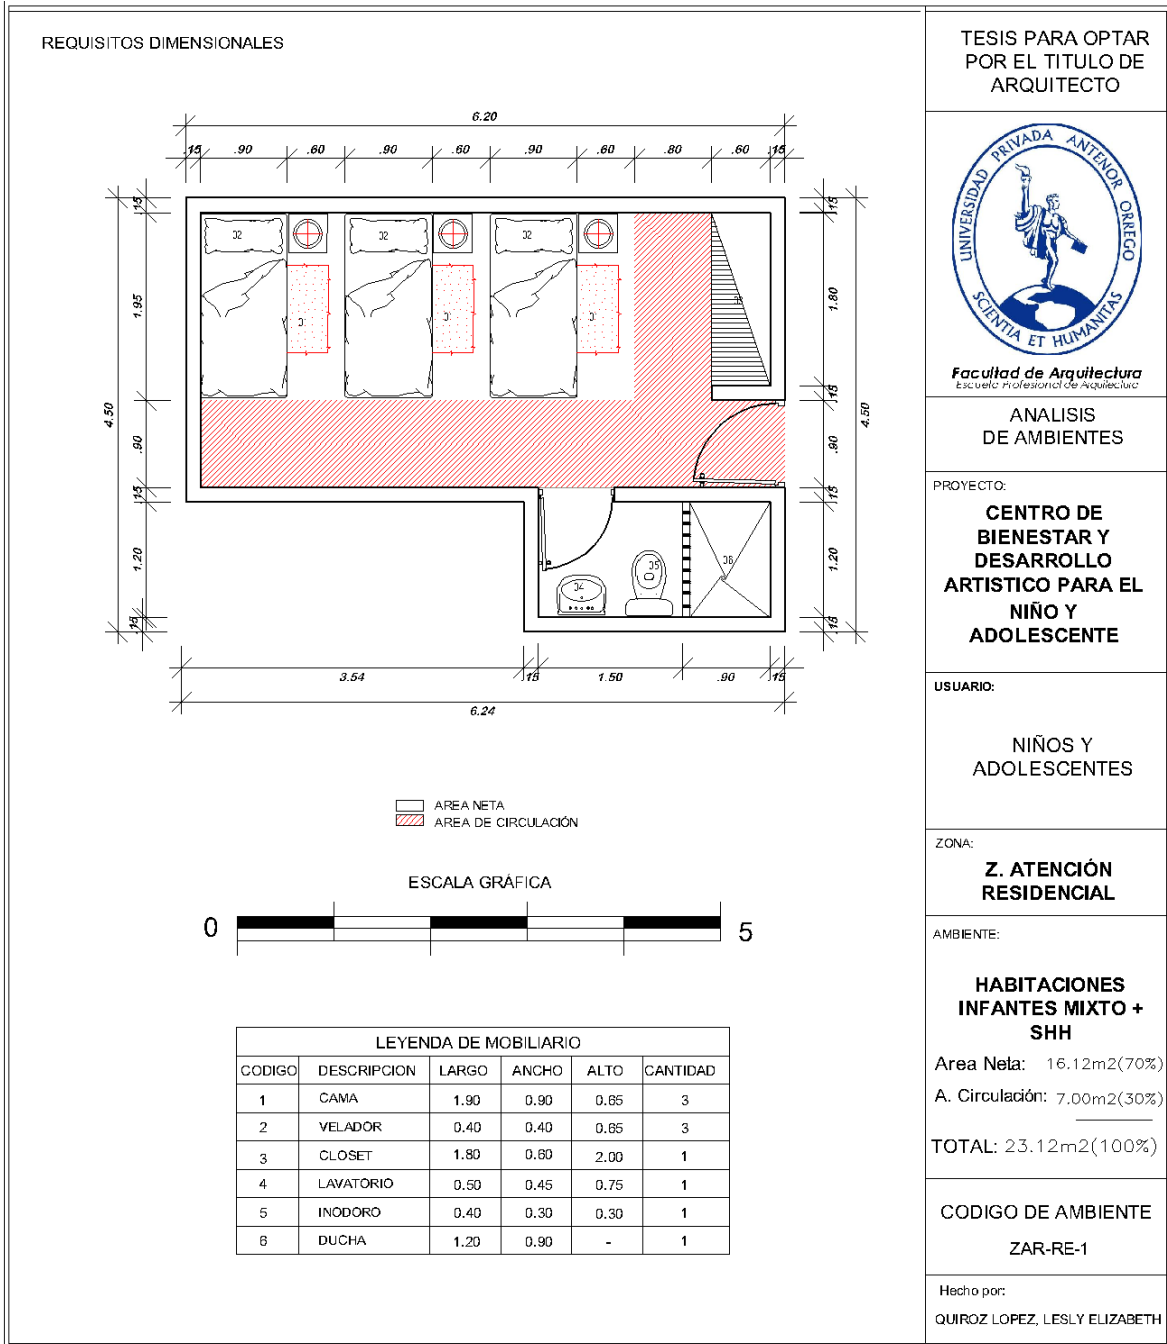 REQUISITOS DIMENSIONALES
6.20
.15 .90 .60 .90 .60 .90 .60 .80 .60 .15
.15
1.95
.90
.15
1.20
.15
4.50
.15
1.80
.15
.90
.15
1.20
.15
4.50
02 02 02
04
05
06
3.54 .15 1.50 .90 .15
6.24
AREA NETA
AREA DE CIRCULACIÓN
ESCALA GRÁFICA
0 5
LEYENDA DE MOBILIARIO
CODIGO DESCRIPCION LARGO ANCHO ALTO CANTIDAD
1 CAMA 1.90 0.90 0.65 3
2 VELADOR 0.40 0.40 0.65 3
3 CLOSET 1.80 0.60 2.00 1
4 LAVATORIO 0.50 0.45 0.75 1
5 INODORO 0.40 0.30 0.30 1
6 DUCHA 1.20 0.90 - 1
TESIS PARA OPTAR
POR EL TITULO DE
ARQUITECTO
UNIVERSIDAD PRIVADA ANTENOR ORREGO
SCIENTIA ET HUMANITAS
Facultad de Arquitectura
Escuela Profesional de Arquitectura
ANALISIS
DE AMBIENTES
PROYECTO:
CENTRO DE
BIENESTAR Y
DESARROLLO
ARTISTICO PARA EL
NIÑO Y
ADOLESCENTE
USUARIO:
NIÑOS Y
ADOLESCENTES
ZONA:
Z. ATENCIÓN
RESIDENCIAL
AMBIENTE:
HABITACIONES
INFANTES MIXTO +
SHH
Area Neta: 16.12m2(70%)
A. Circulación: 7.00m2(30%)
TOTAL: 23.12m2(100%)
CODIGO DE AMBIENTE
ZAR-RE-1
Hecho por:
QUIROZ LOPEZ, LESLY ELIZABETH